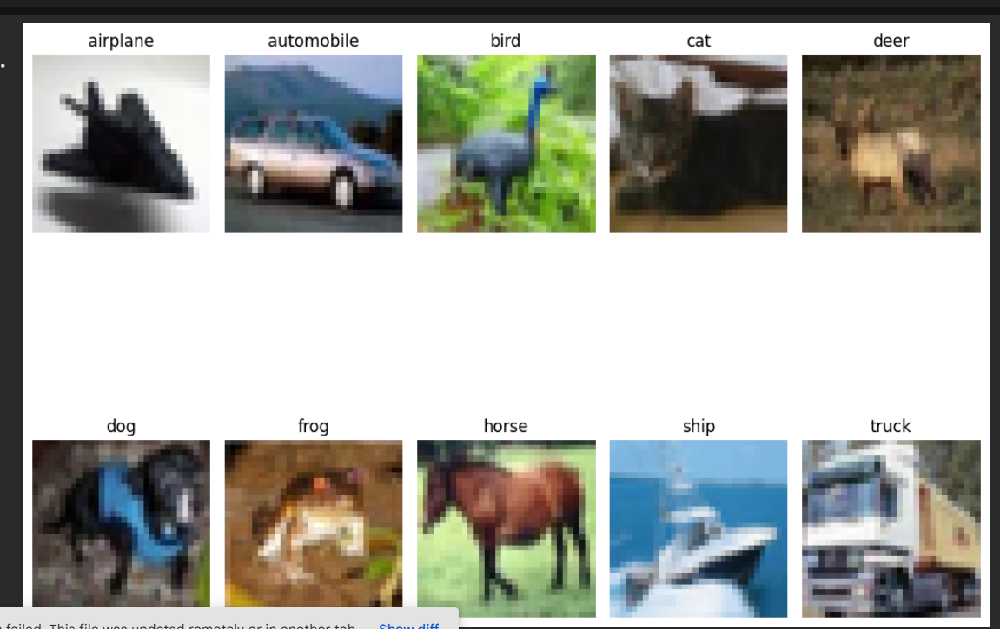 airplane automobile bird cat deer
dog frog horse ship truck
failed. This file was updated remotely or in another tab. Show diff